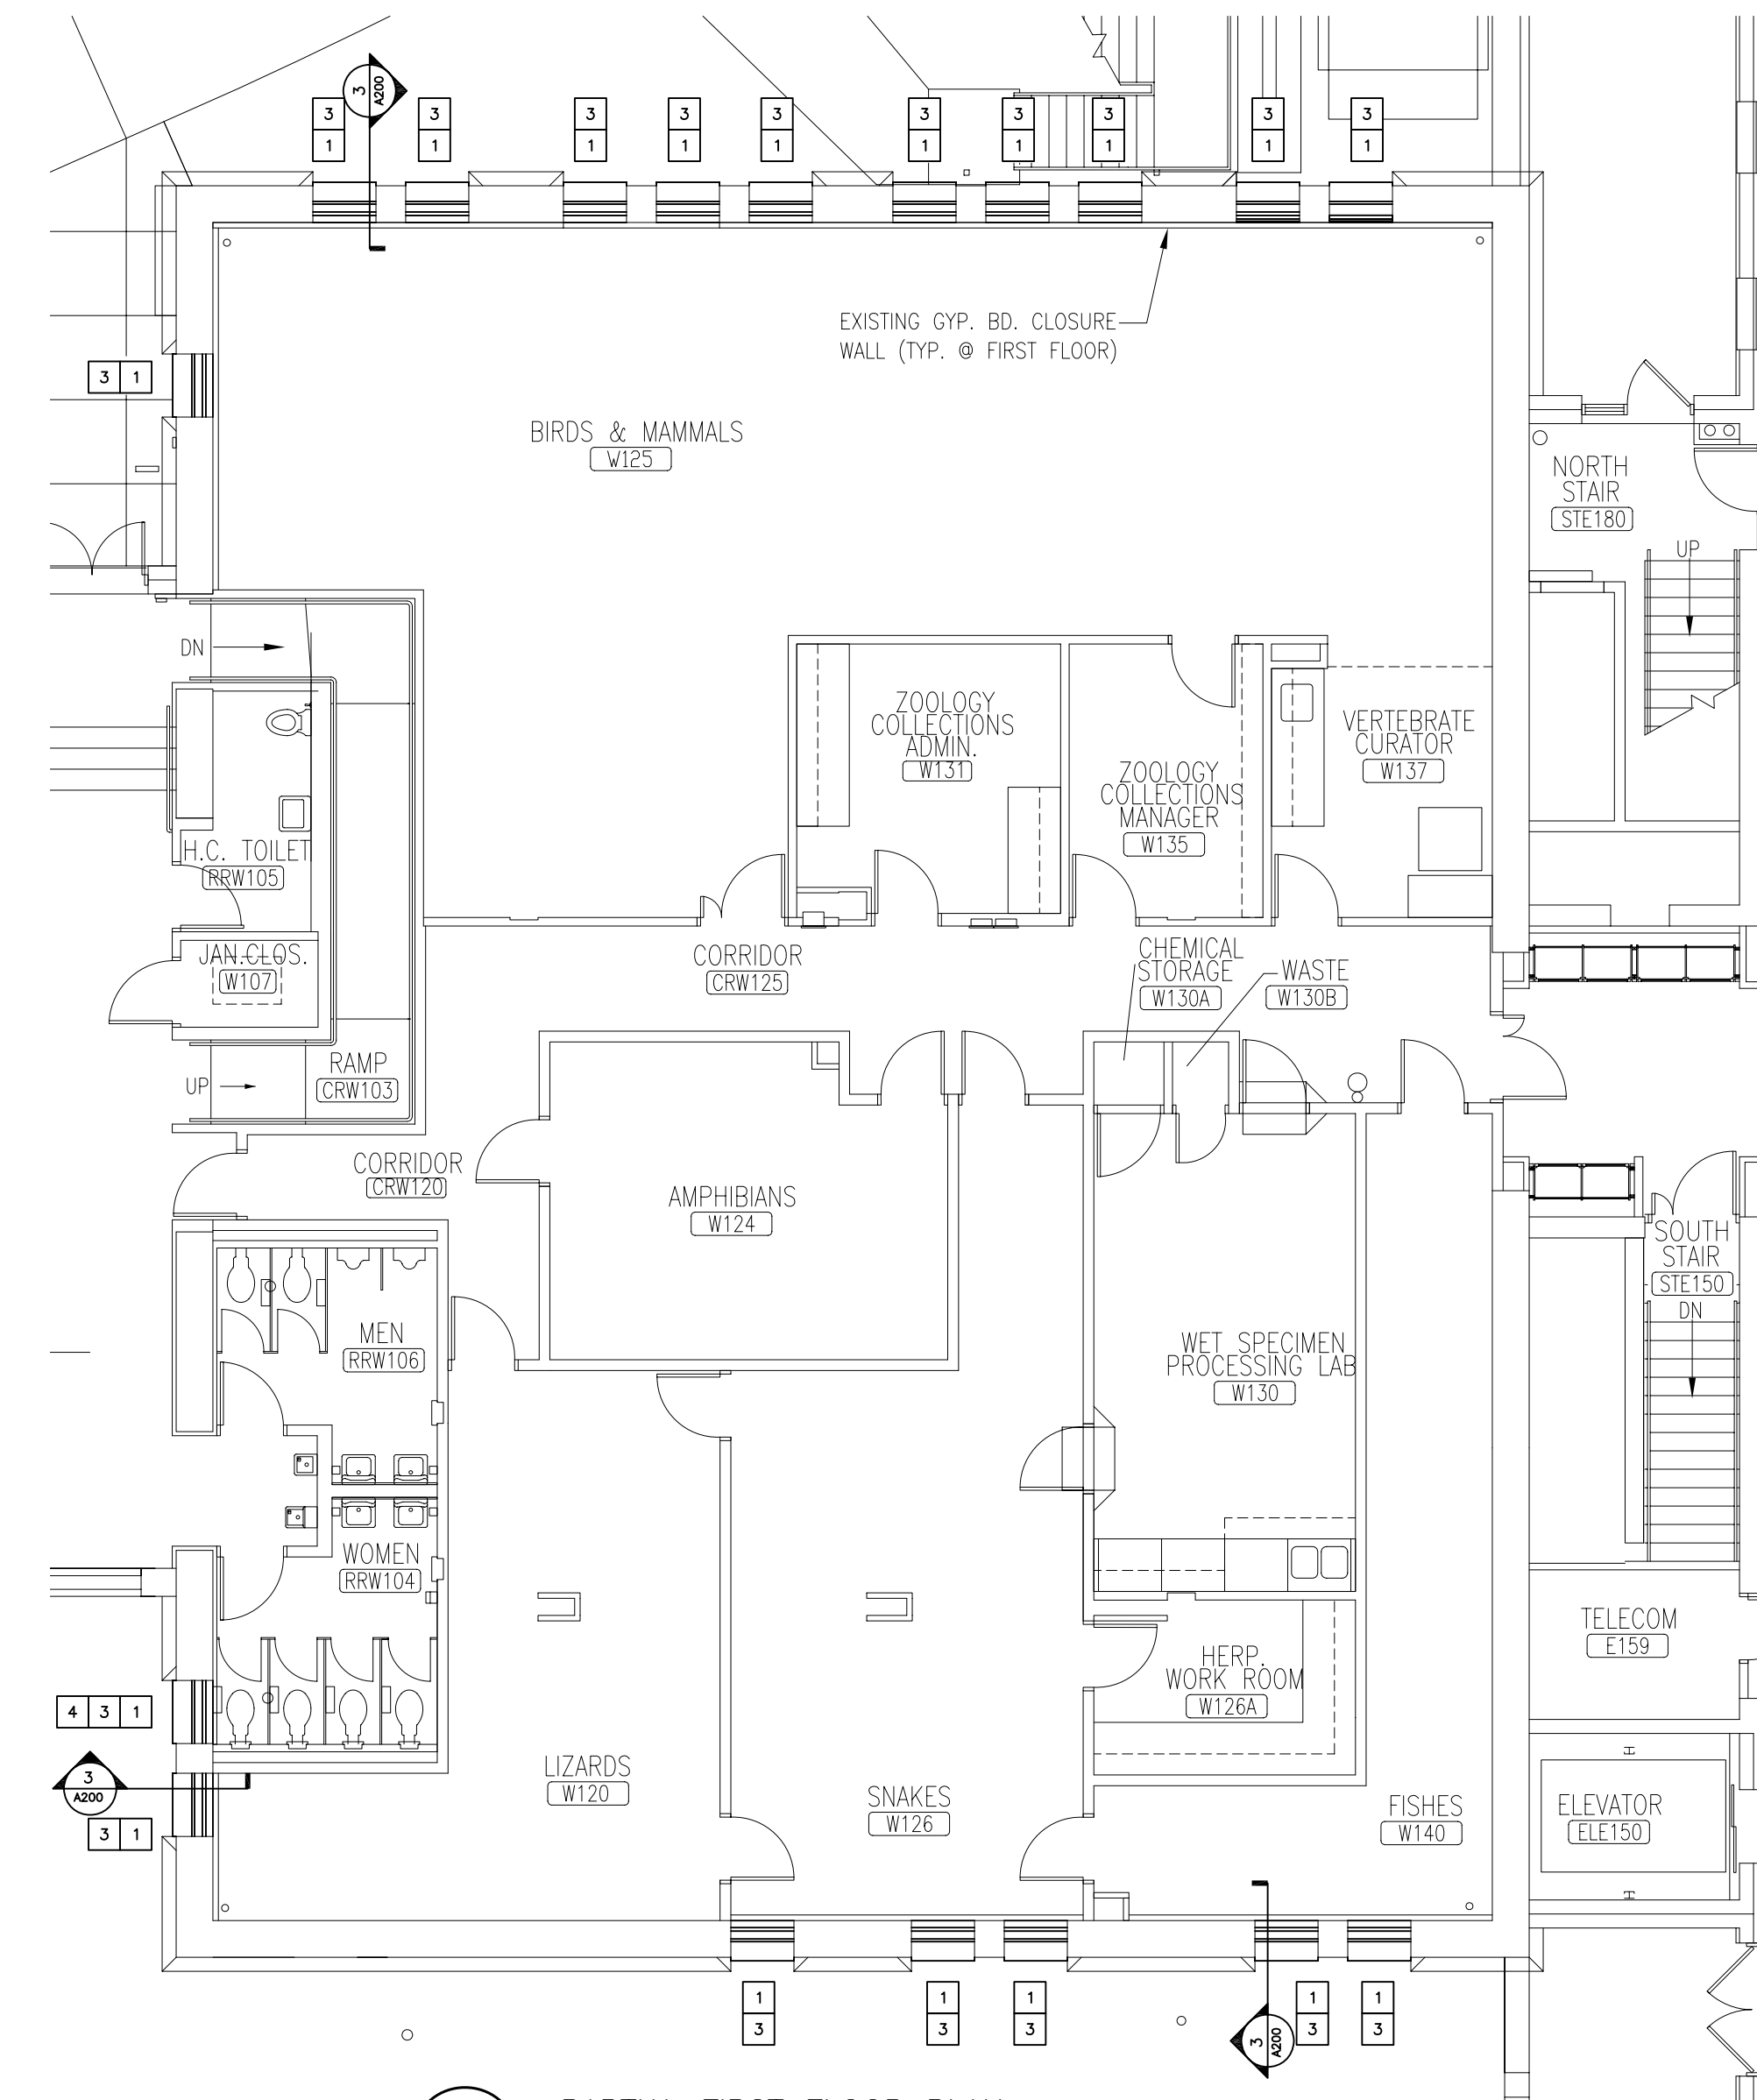 3
A200
3 3 3 3 3 3 3 3 3 3
1 1 1 1 1 1 1 1 1 1
EXISTING GYP. BD. CLOSURE
WALL (TYP. @ FIRST FLOOR)
3 1
BIRDS & MAMMALS
W125
NORTH
STAIR
STE180
UP
DN
ZOOLOGY
COLLECTIONS
ADMIN.
W131
ZOOLOGY
COLLECTIONS
MANAGER
W135
VERTEBRATE
CURATOR
W137
H.C. TOILET
RRW105
JAN.CLOS.
W107
CORRIDOR
CRW125
CHEMICAL
STORAGE
W130A
WASTE
W130B
RAMP
CRW103
UP
CORRIDOR
CRW120
AMPHIBIANS
W124
SOUTH
STAIR
STE150
DN
MEN
RRW106
WET SPECIMEN
PROCESSING LAB
W130
WOMEN
RRW104
TELECOM
E159
HERP.
WORK ROOM
W126A
4 3 1
LIZARDS
W120
SNAKES
W126
FISHES
W140
ELEVATOR
ELE150
3
A200
3 1
1 1 1 1 1
3 3 3 3 3
3
A200